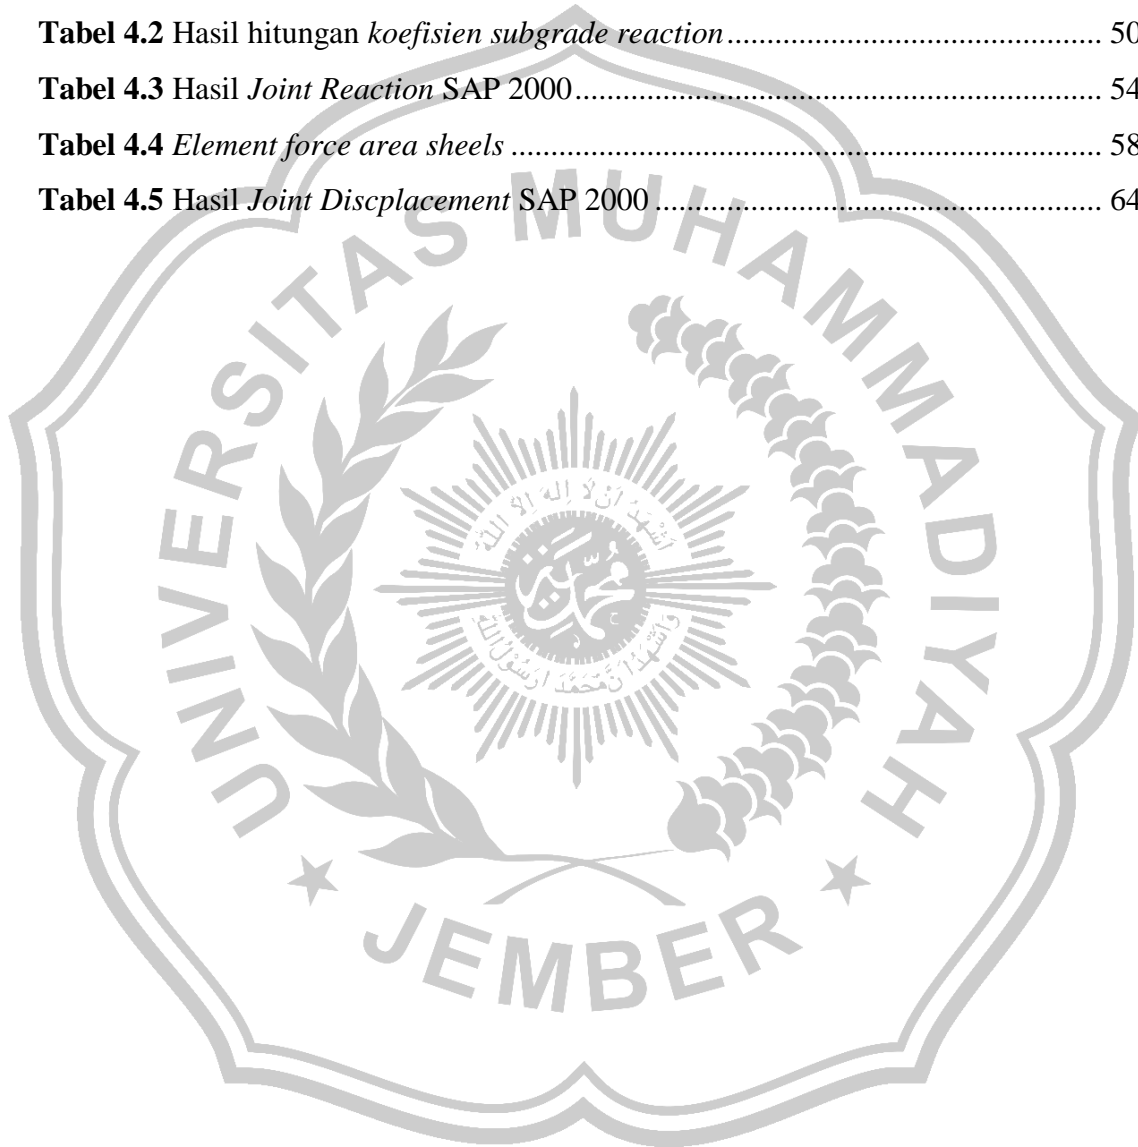 Tabel 4.2 Hasil hitungan koefisien subgrade reaction........................................ 50
Tabel 4.3 Hasil Joint Reaction SAP 2000........................................ 54
Tabel 4.4 Element force area sheels ........................................ 58
Tabel 4.5 Hasil Joint Discplacement SAP 2000 ........................................ 64
UNIVERSITAS MUHAMMADIYAH
JEMBER